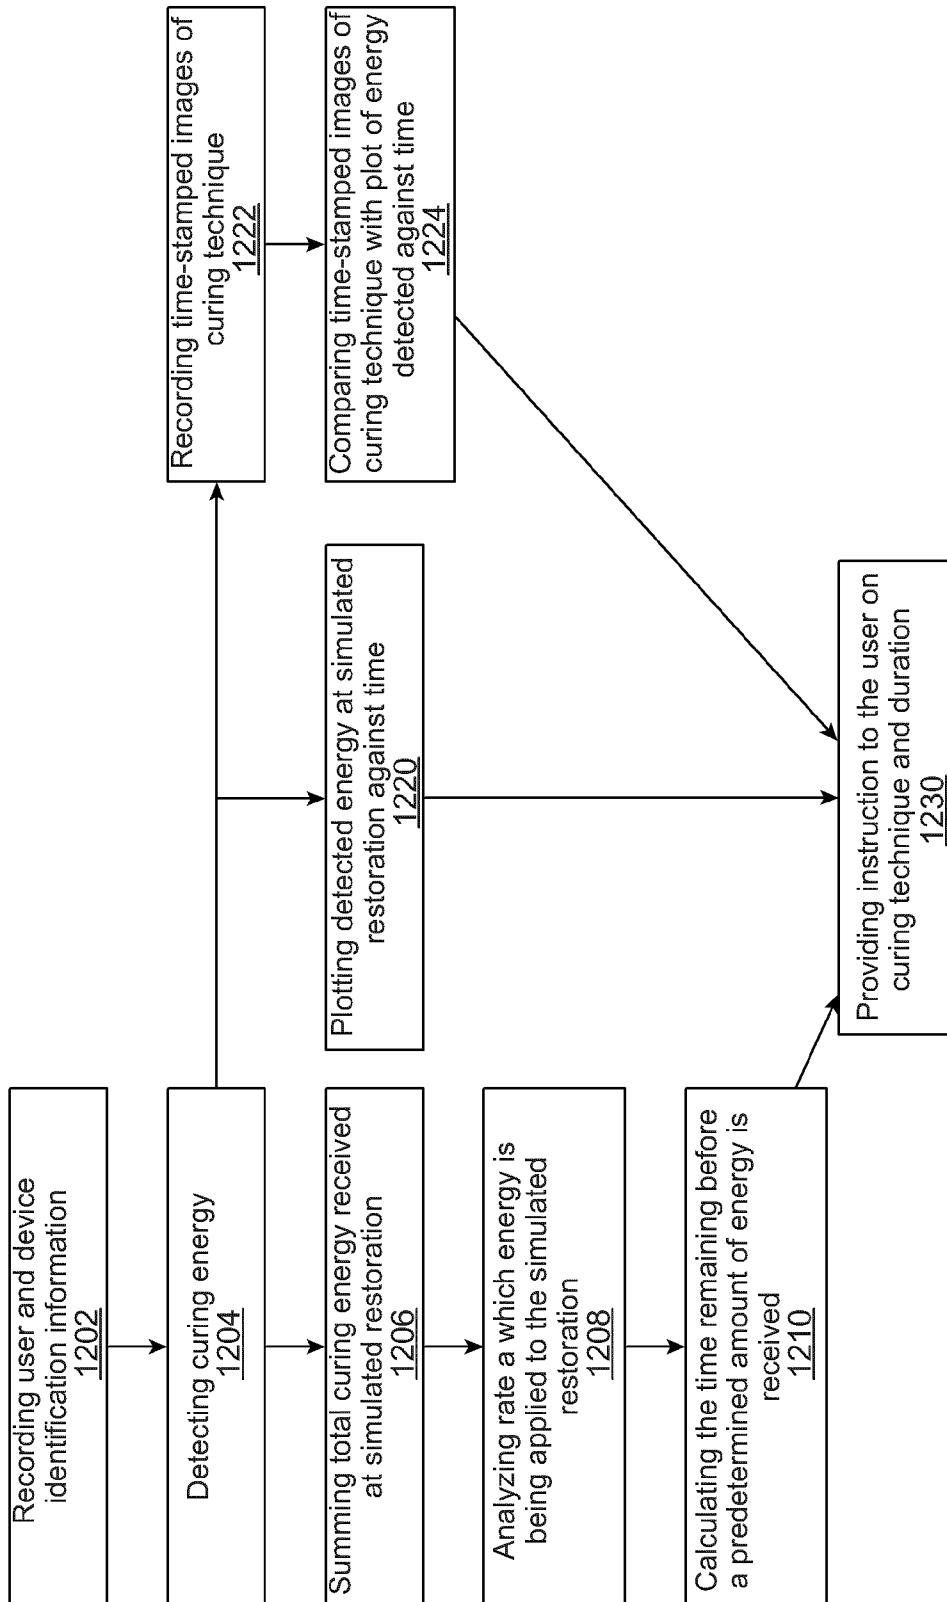 Recording user and device
identification information
1202
Detecting curing energy
1204
Summing total curing energy received
at simulated restoration
1206
Analyzing rate a which energy is
being applied to the simulated
restoration
1208
Calculating the time remaining before
a predetermined amount of energy is
received
1210
Plotting detected energy at simulated
restoration against time
1220
Recording time-stamped images of
curing technique
1222
Comparing time-stamped images of
curing technique with plot of energy
detected against time
1224
Providing instruction to the user on
curing technique and duration
1230